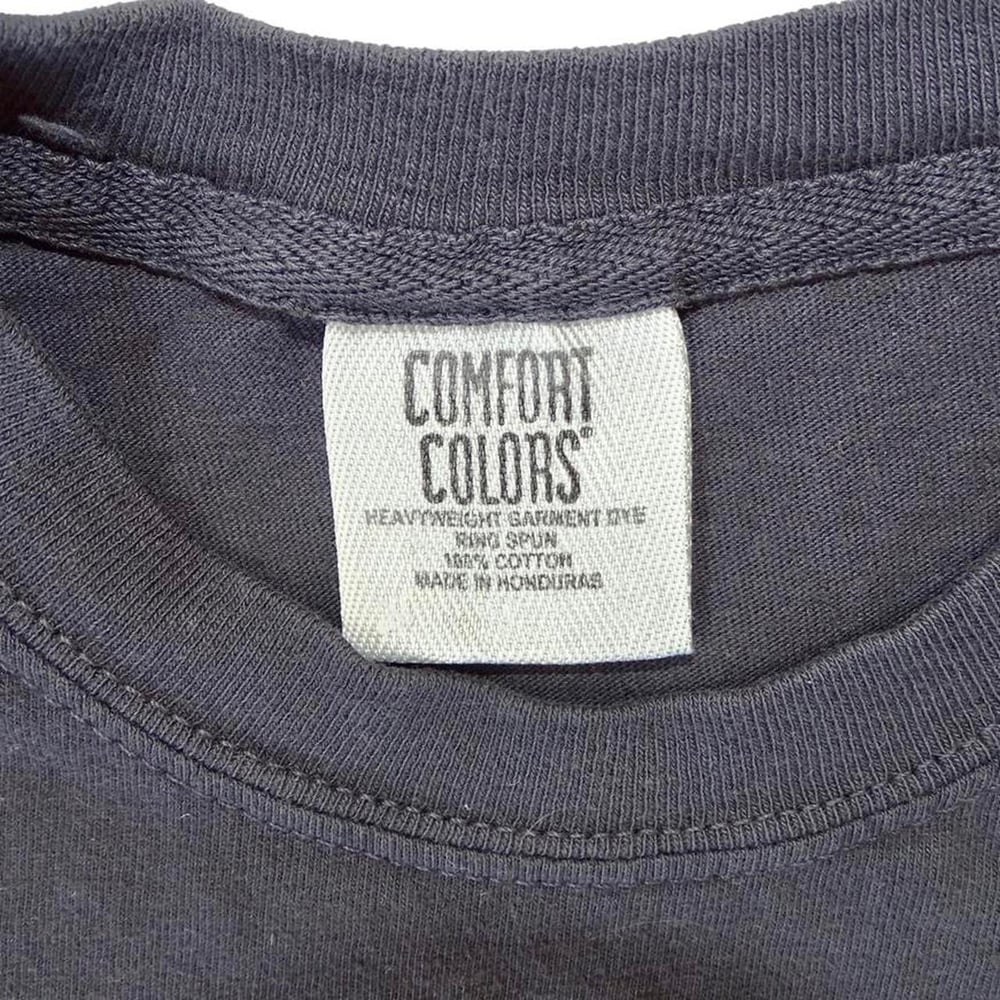 COMFORT
COLORS®
HEAVYWEIGHT GARMENT DYE
RING SPUN
100% COTTON
MADE IN HONDURAS